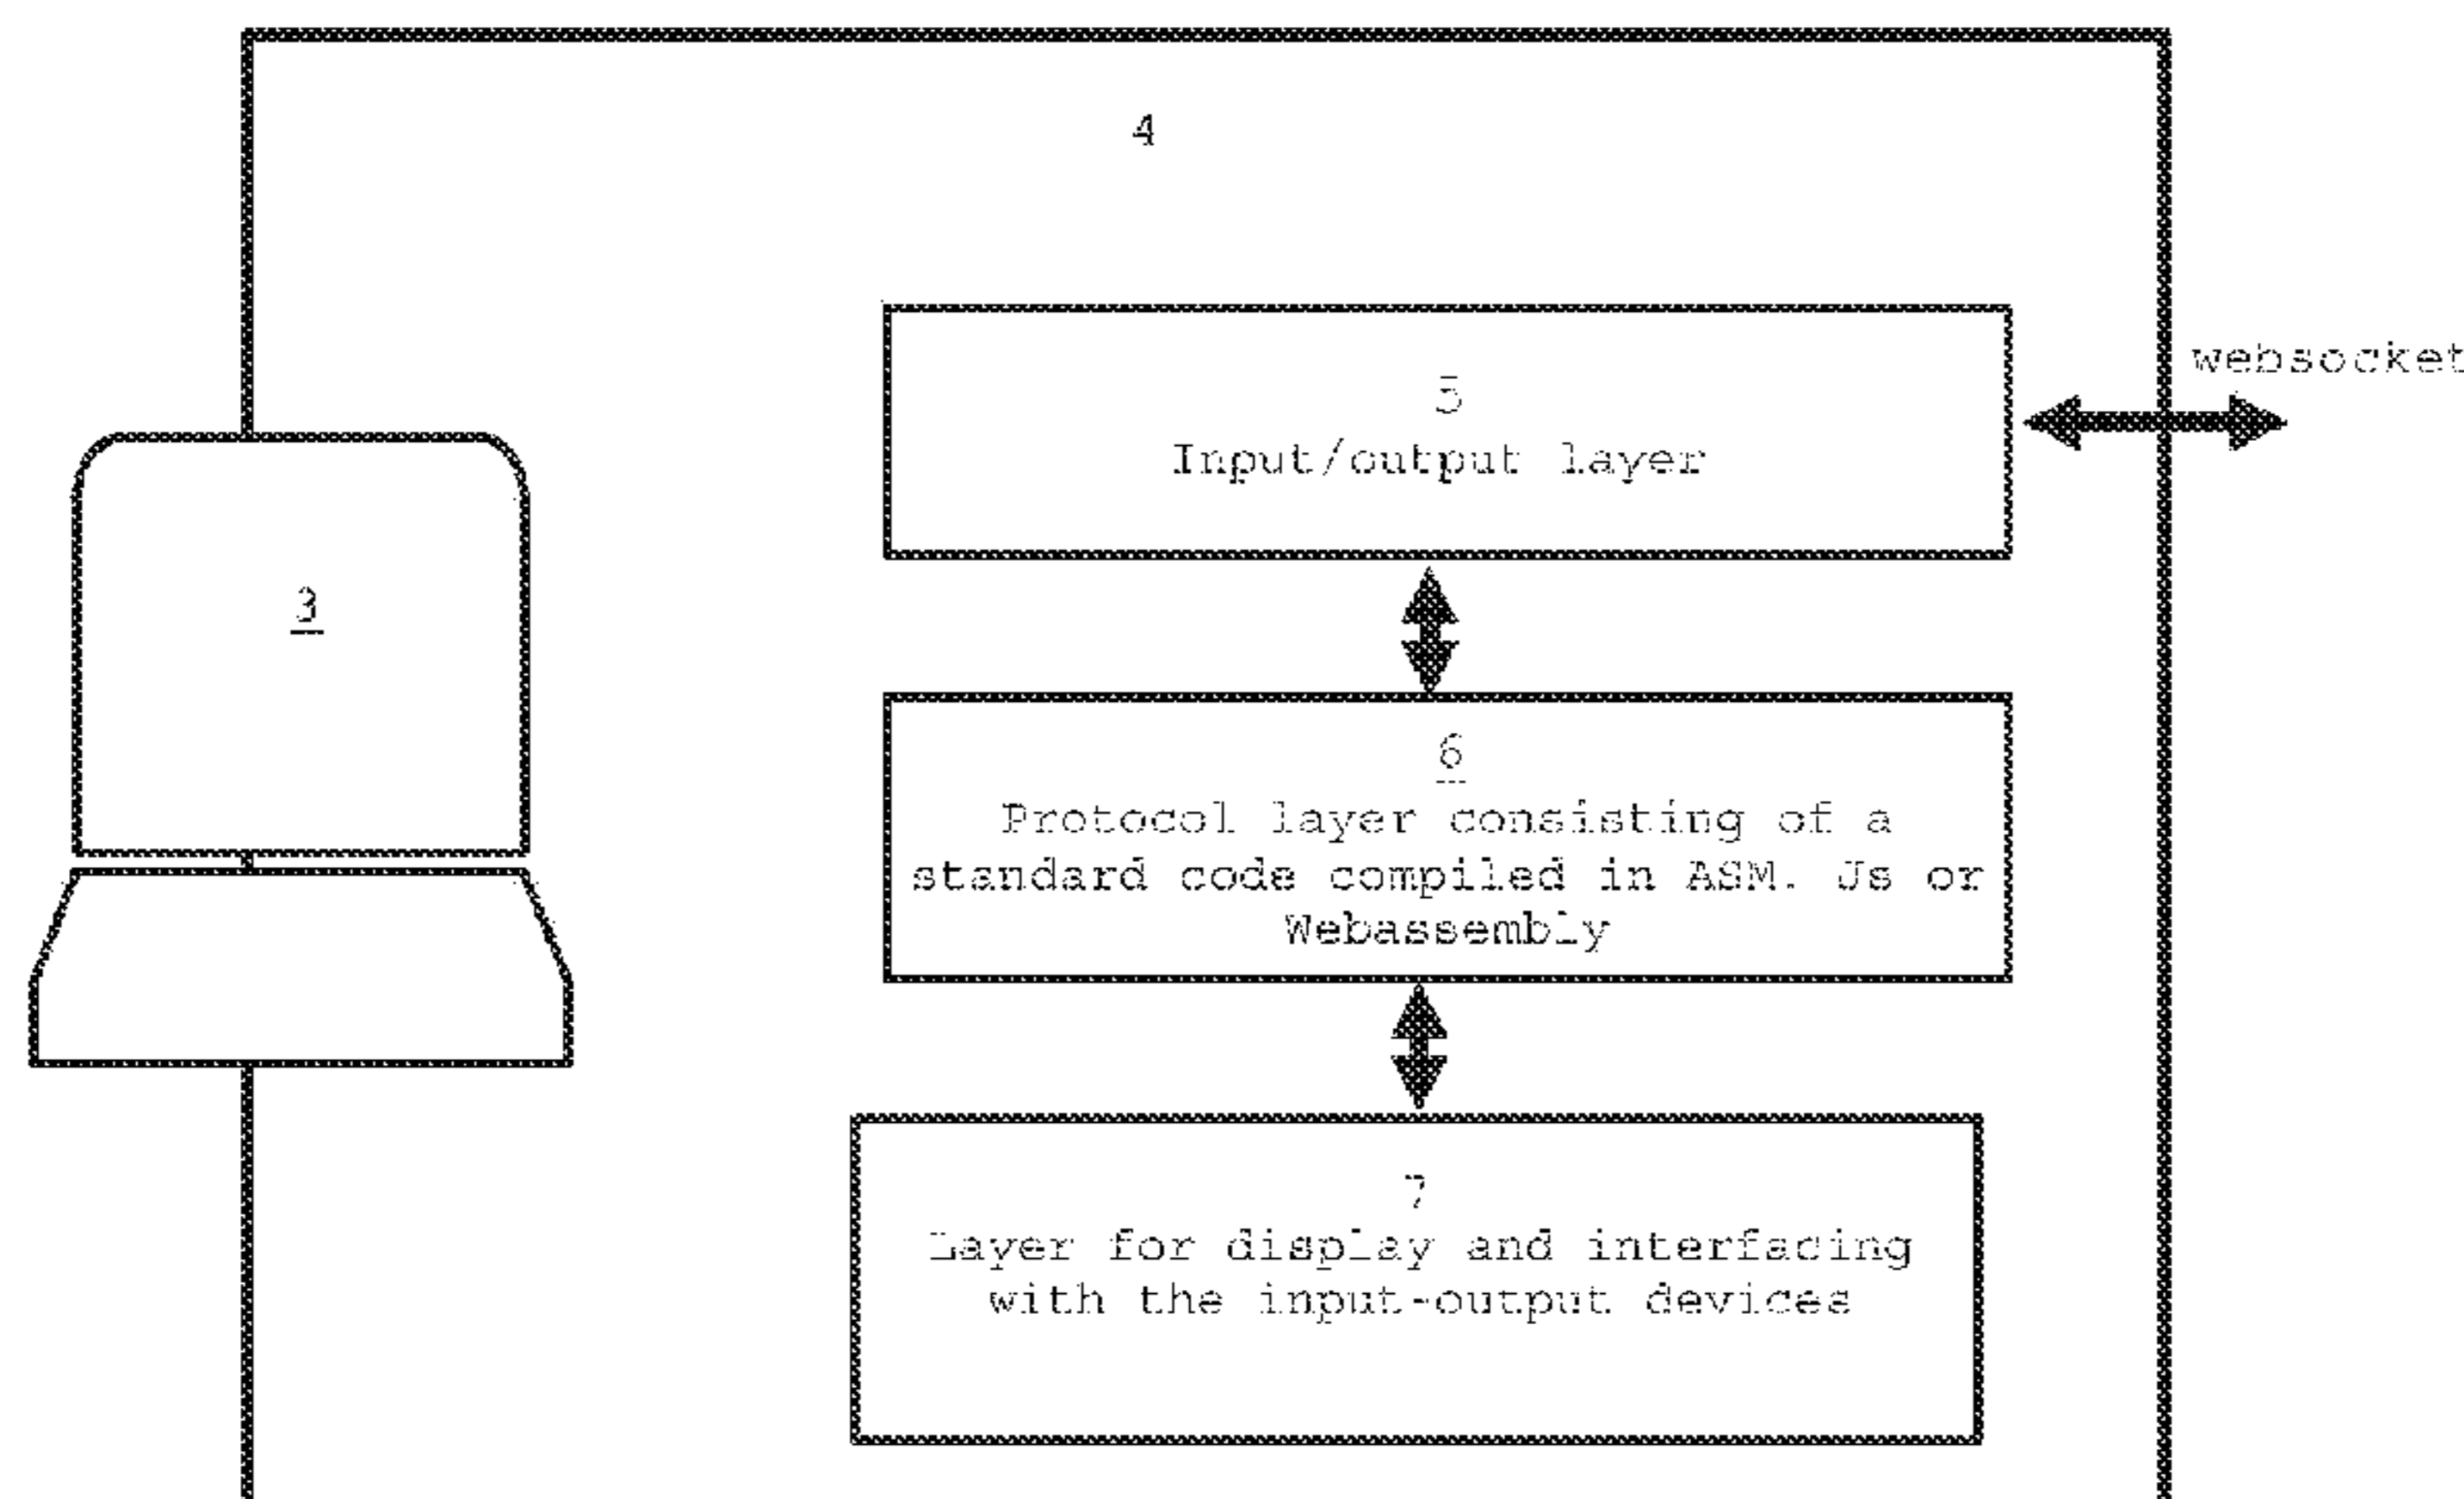 4
websocket
5
Input/output layer
3
6
Protocol layer consisting of a
standard code compiled in ASM. Js or
Webassembly
7
Layer for display and interfacing
with the input-output devices